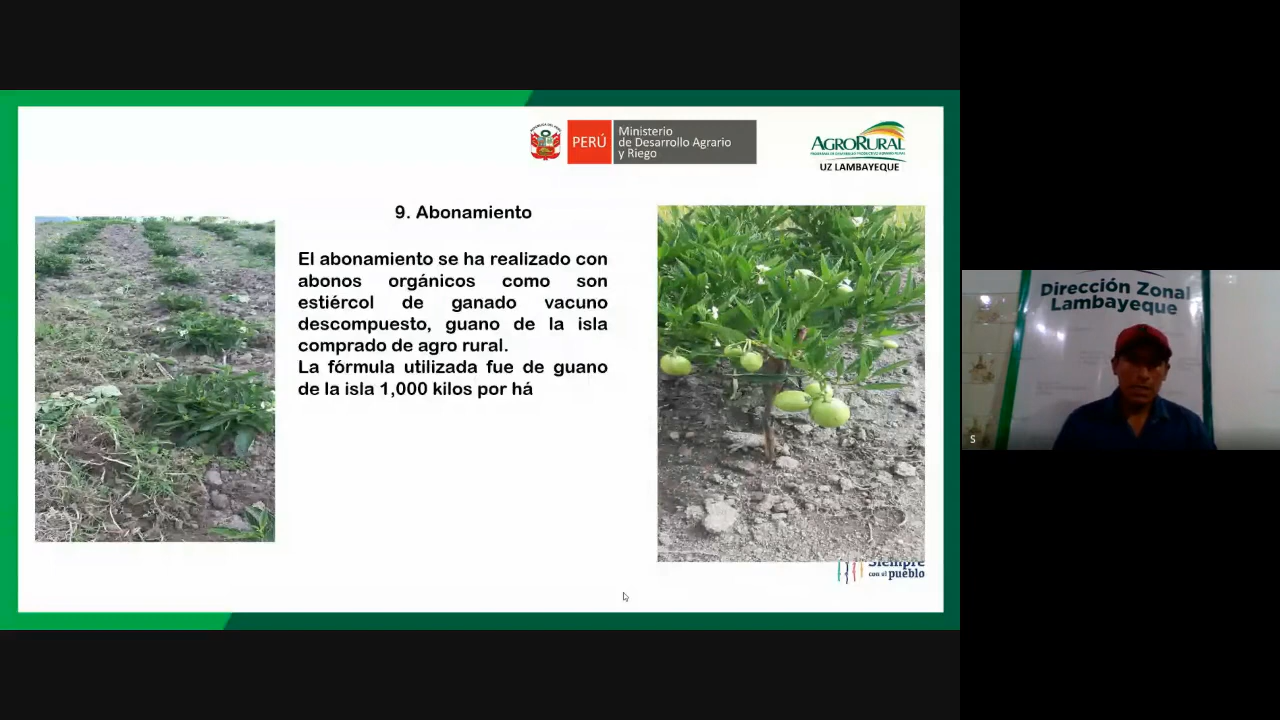 PERÚ
Ministerio
de Desarrollo Agrario
y Riego
AGRORURAL
UZ LAMBAYEQUE
9. Abonamiento
El abonamiento se ha realizado con
abonos orgánicos como son
estiércol de ganado vacuno
descompuesto, guano de la isla
comprado de agro rural.
La fórmula utilizada fue de guano
de la isla 1,000 kilos por há
Siempre
con el pueblo
Dirección Zonal
Lambayeque
S